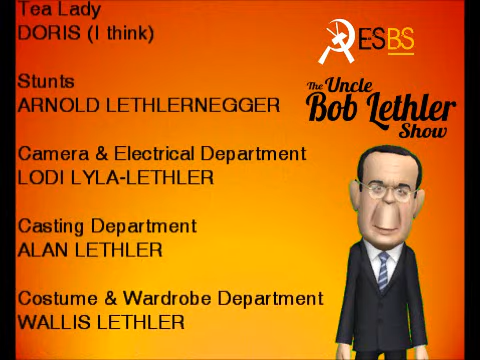 Tea Lady
DORIS (I think)
Stunts
ARNOLD LETHLERNEGGER
Camera & Electrical Department
LODI LYLA-LETHLER
Casting Department
ALAN LETHLER
Costume & Wardrobe Department
WALLIS LETHLER
ESBS
The Uncle
Bob Lethler
Show